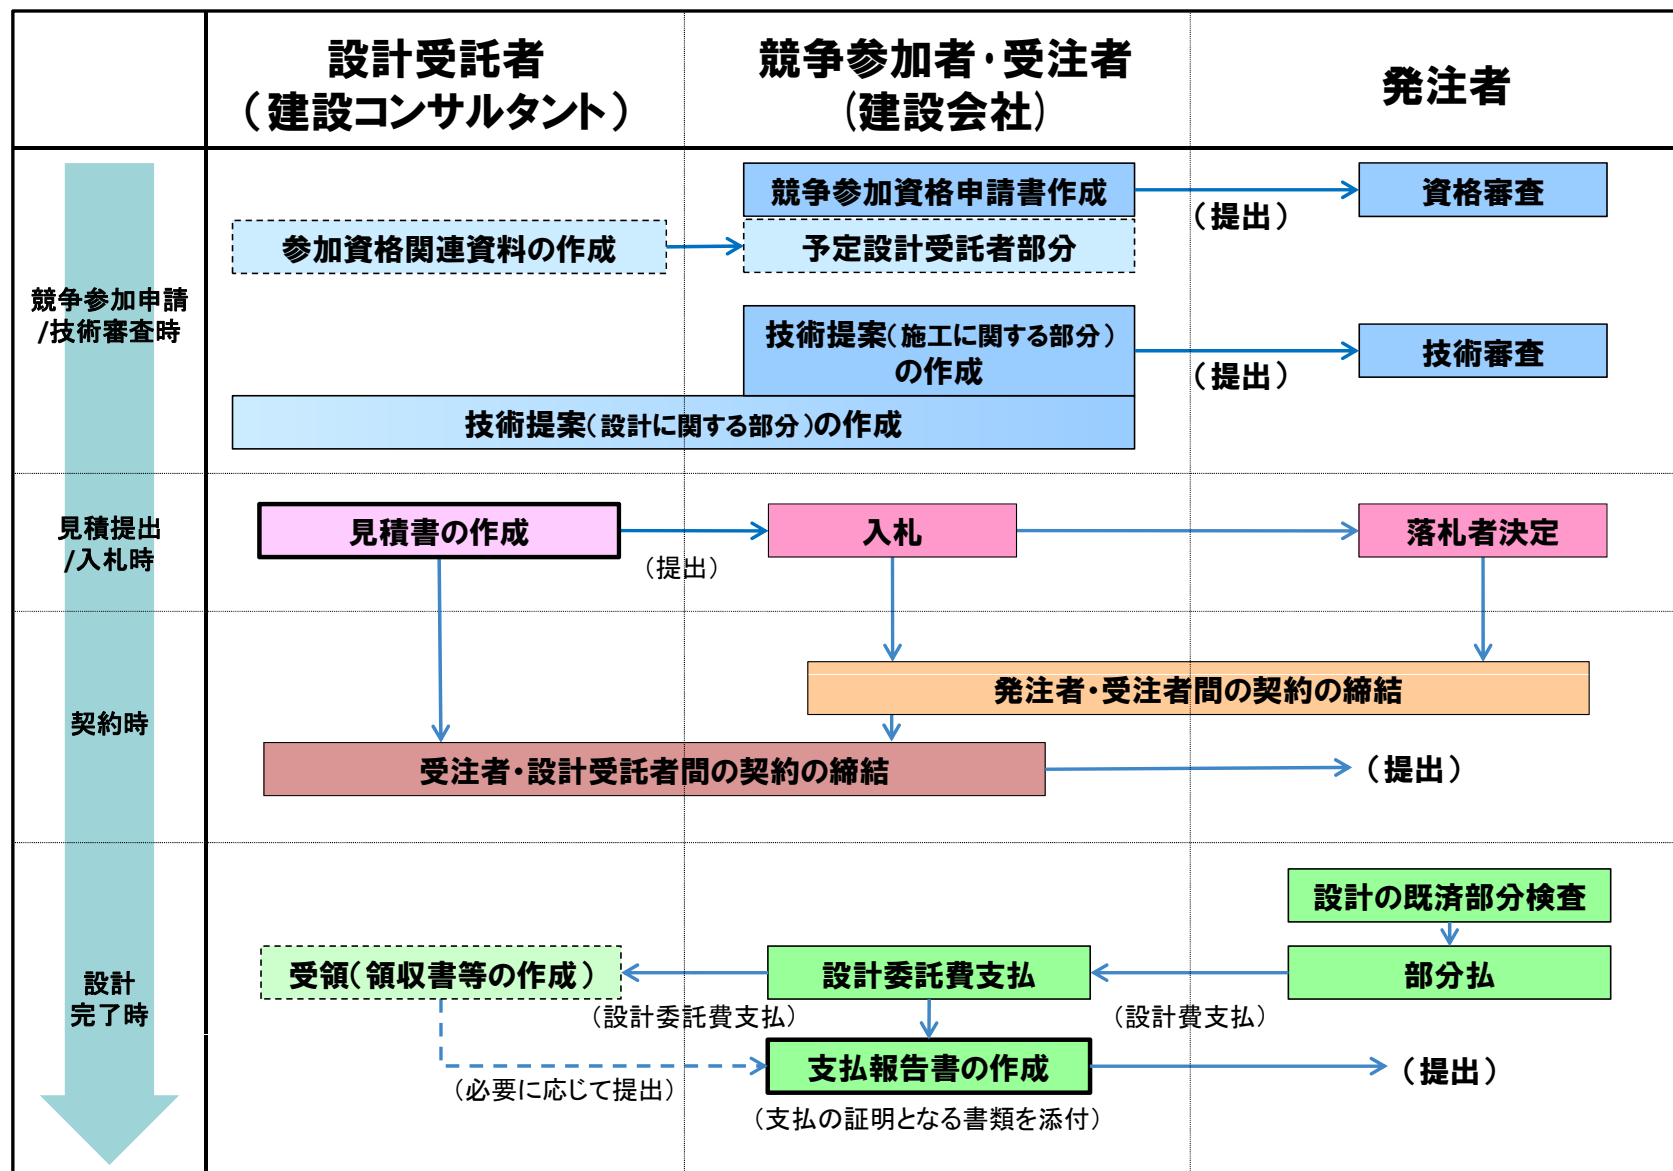 設計受託者
（建設コンサルタント）
競争参加者・受注者
(建設会社)
発注者
競争参加申請
/技術審査時
競争参加資格申請書作成
（提出）
資格審査
参加資格関連資料の作成
予定設計受託者部分
技術提案（施工に関する部分）
の作成
（提出）
技術審査
技術提案（設計に関する部分）の作成
見積提出
/入札時
見積書の作成
（提出）
入札
落札者決定
契約時
発注者・受注者間の契約の締結
受注者・設計受託者間の契約の締結
（提出）
設計
完了時
設計の既済部分検査
受領（領収書等の作成）
設計委託費支払
部分払
（設計委託費支払）
（設計費支払）
支払報告書の作成
（提出）
（必要に応じて提出）
（支払の証明となる書類を添付）